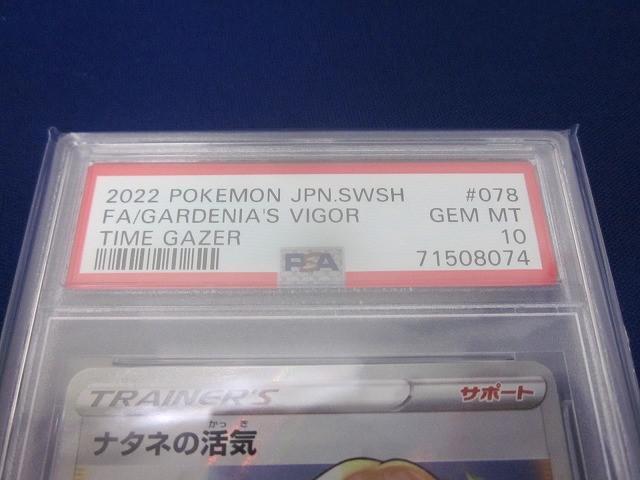 2022 POKEMON JPN.SWSH #078
FA/GARDENIA'S VIGOR GEM MT
TIME GAZER 10
PSA 71508074
TRAINER'S サポート
かっ き
ナタネの活気